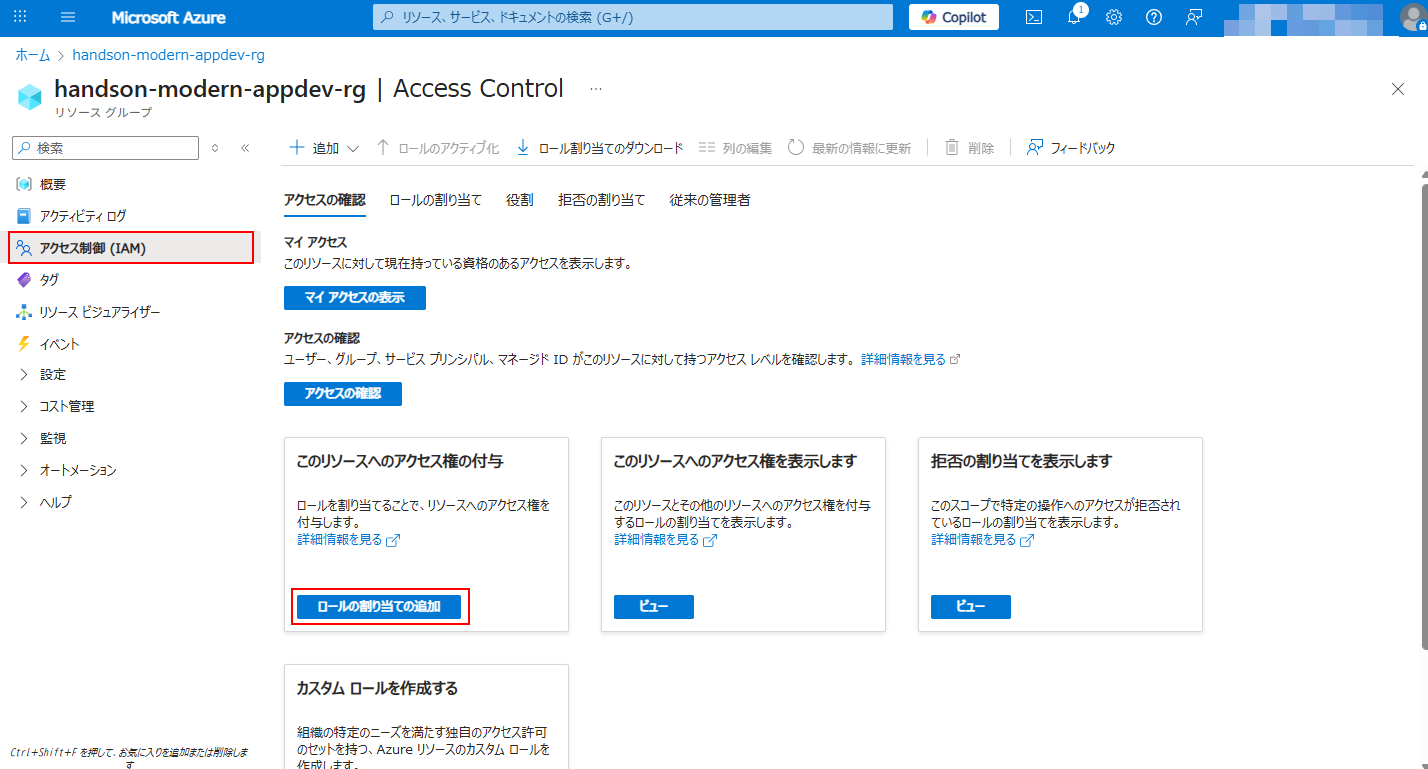 Microsoft Azure
リソース、サービス、ドキュメントの検索 (G+/)
Copilot
1
ホーム > handson-modern-appdev-rg
handson-modern-appdev-rg | Access Control
...
リソース グループ
検索
追加
ロールのアクティブ化
ロール割り当てのダウンロード
列の編集
最新の情報に更新
削除
フィードバック
概要
アクティビティ ログ
アクセス制御 (IAM)
タグ
リソース ビジュアライザー
イベント
設定
コスト管理
監視
オートメーション
ヘルプ
Ctrl+Shift+F を押して、お気に入りを追加または削除しま
す
アクセスの確認
ロールの割り当て
役割
拒否の割り当て
従来の管理者
マイ アクセス
このリソースに対して現在持っている資格のあるアクセスを表示します。
マイ アクセスの表示
アクセスの確認
ユーザー、グループ、サービス プリンシパル、マネージド ID がこのリソースに対して持つアクセス レベルを確認します。 詳細情報を見る
アクセスの確認
このリソースへのアクセス権の付与
ロールを割り当てることで、リソースへのアクセス権を
付与します。
詳細情報を見る
ロールの割り当ての追加
このリソースへのアクセス権を表示します
このリソースとその他のリソースへのアクセス権を付与
するロールの割り当てを表示します。
詳細情報を見る
ビュー
拒否の割り当てを表示します
このスコープで特定の操作へのアクセスが拒否され
ているロールの割り当てを表示します。
詳細情報を見る
ビュー
カスタム ロールを作成する
組織の特定のニーズを満たす独自のアクセス許可
のセットを持つ、Azure リソースのカスタム ロールを
作成します。